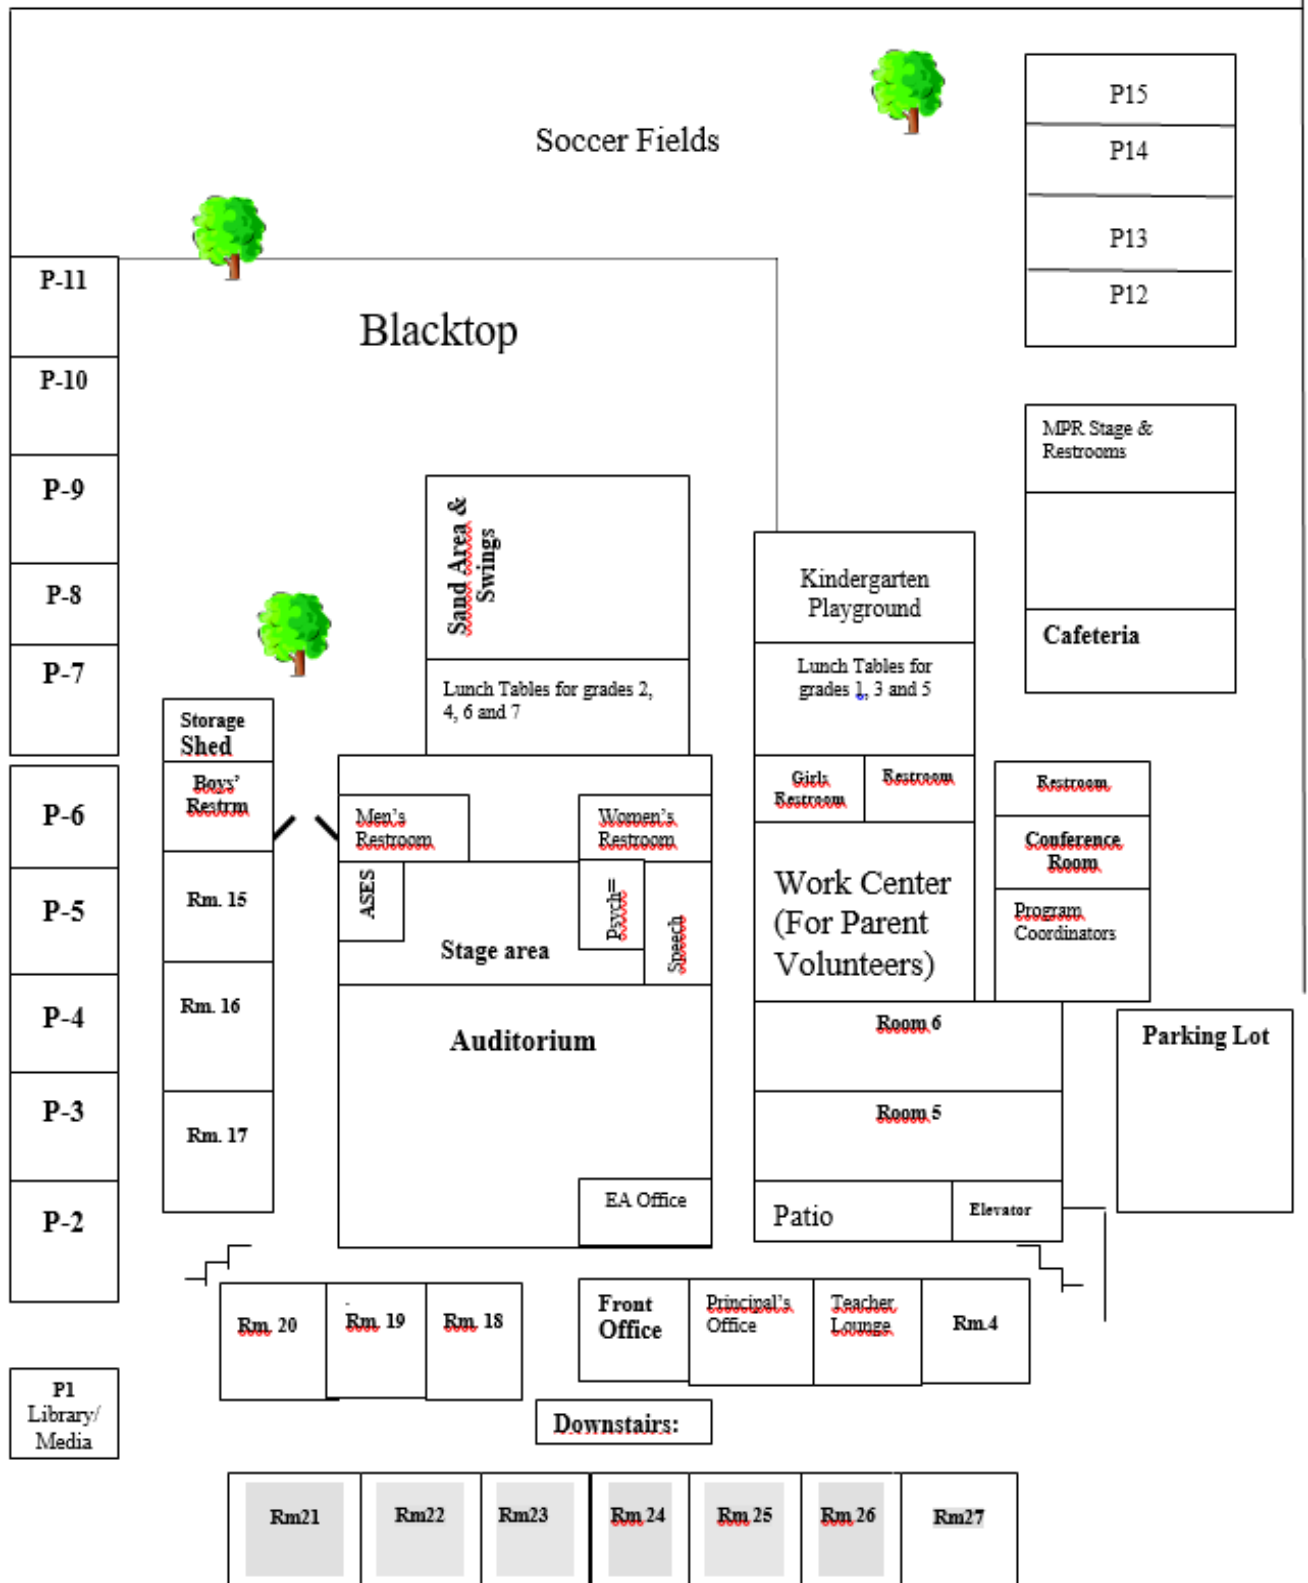 Soccer Fields
P15
P14
P13
P12
P-11
P-10
P-9
P-8
P-7
Blacktop
MPR Stage &
Restrooms
Cafeteria
Sand Area &
Swings
Kindergarten
Playground
Lunch Tables for grades 2,
4, 6 and 7
Lunch Tables for
grades 1, 3 and 5
Storage
Shed
Boys’
Restrm
Rm. 15
Rm. 16
Rm. 17
P-6
P-5
P-4
P-3
P-2
Men’s
Restroom
Women’s
Restroom
ASES
Psych=
Speech
Stage area
Auditorium
EA Office
Girls
Restroom
Restroom
Work Center
(For Parent
Volunteers)
Restroom
Conference
Room
Program
Coordinators
Room 6
Room 5
Patio
Elevator
Parking Lot
Rm. 20
Rm. 19
Rm. 18
Front
Office
Principal’s
Office
Teacher
Lounge
Rm.4
P1
Library/
Media
Downstairs:
Rm21
Rm22
Rm23
Rm.24
Rm.25
Rm.26
Rm27